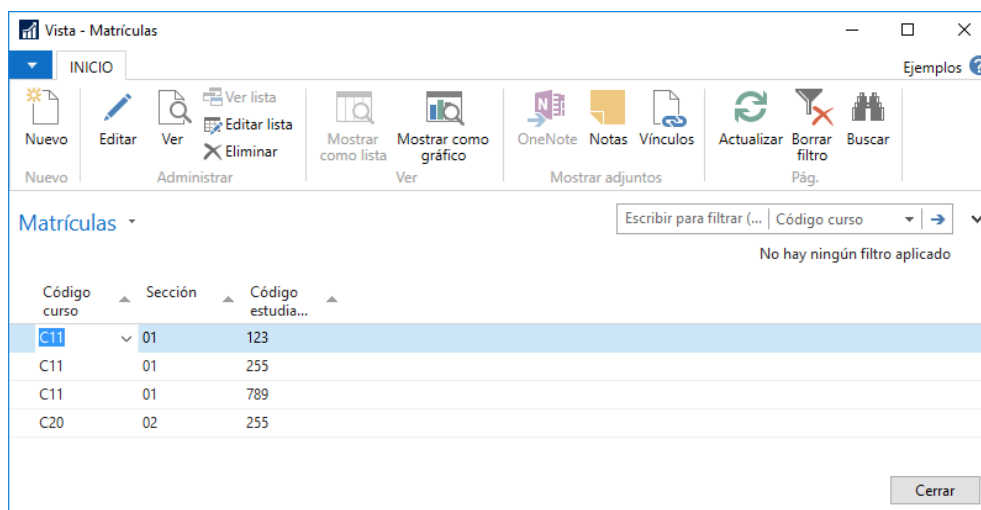 Vista - Matrículas
INICIO
Ejemplos
Nuevo
Editar
Ver
Ver lista
Editar lista
Eliminar
Mostrar como lista
Mostrar como gráfico
OneNote
Notas
Vínculos
Actualizar
Borrar filtro
Buscar
Nuevo
Administrar
Ver
Mostrar adjuntos
Pág.
Matrículas
Escribir para filtrar (... | Código curso
No hay ningún filtro aplicado
Código curso Sección Código estudia...
C11 01 123
C11 01 255
C11 01 789
C20 02 255
Cerrar